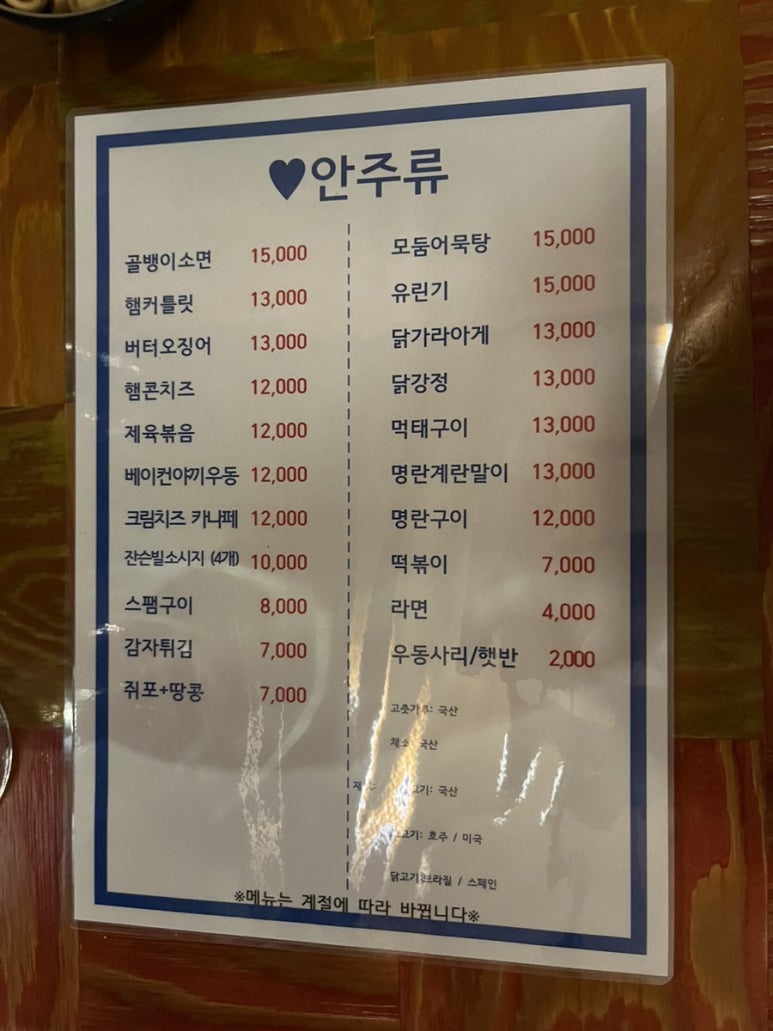 ♥안주류
골뱅이소면 15,000
햄커틀릿 13,000
버터오징어 13,000
햄콘치즈 12,000
제육볶음 12,000
베이컨야끼우동 12,000
크림치즈 카나페 12,000
잔슨빌소시지 (4개) 10,000
스팸구이 8,000
감자튀김 7,000
쥐포+땅콩 7,000
모둠어묵탕 15,000
유린기 15,000
닭가라아게 13,000
닭강정 13,000
먹태구이 13,000
명란계란말이 13,000
명란구이 12,000
떡볶이 7,000
라면 4,000
우동사리/햇반 2,000
국산
국산
국산
호주 / 미국
닭고기:브라질 / 스페인
※메뉴는 계절에 따라 바뀝니다※